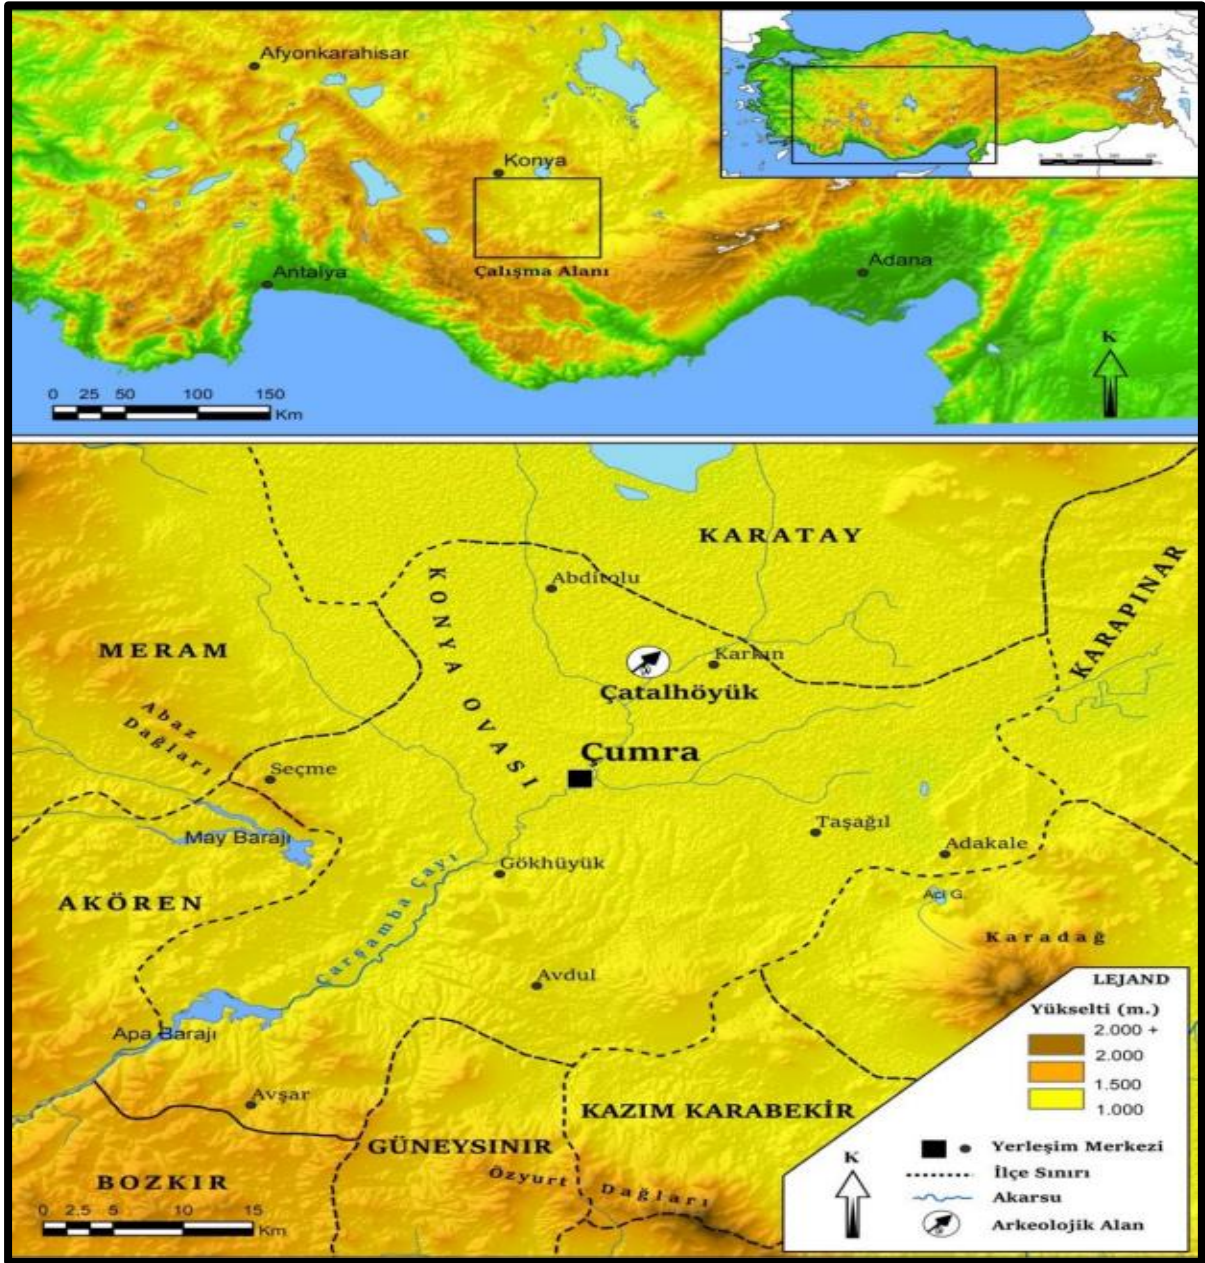 Afyonkarahisar
Konya
Çalışma Alanı
Antalya
Adana
K
0 25 50 100 150
Km
KARATAY
KONYA OVASI
Abditolu
KARAPINAR
MERAM
Karkın
Çatalhöyük
Abaz
Dağları
Çumra
Seçme
May Barajı
Taşağıl
Adakale
Gökhüyük
AKÖREN
Çarşamba Çayı
Acı G.
Karadağ
Avdul
Apa Barajı
Avşar
KAZIM KARABEKİR
GÜNEYSINIR
BOZKIR
Özyurt Dağları
0 2.5 5 10 15
Km
LEJAND
Yükselti (m.)
2.000 +
2.000
1.500
1.000
K
Yerleşim Merkezi
İlçe Sınırı
Akarsu
Arkeolojik Alan